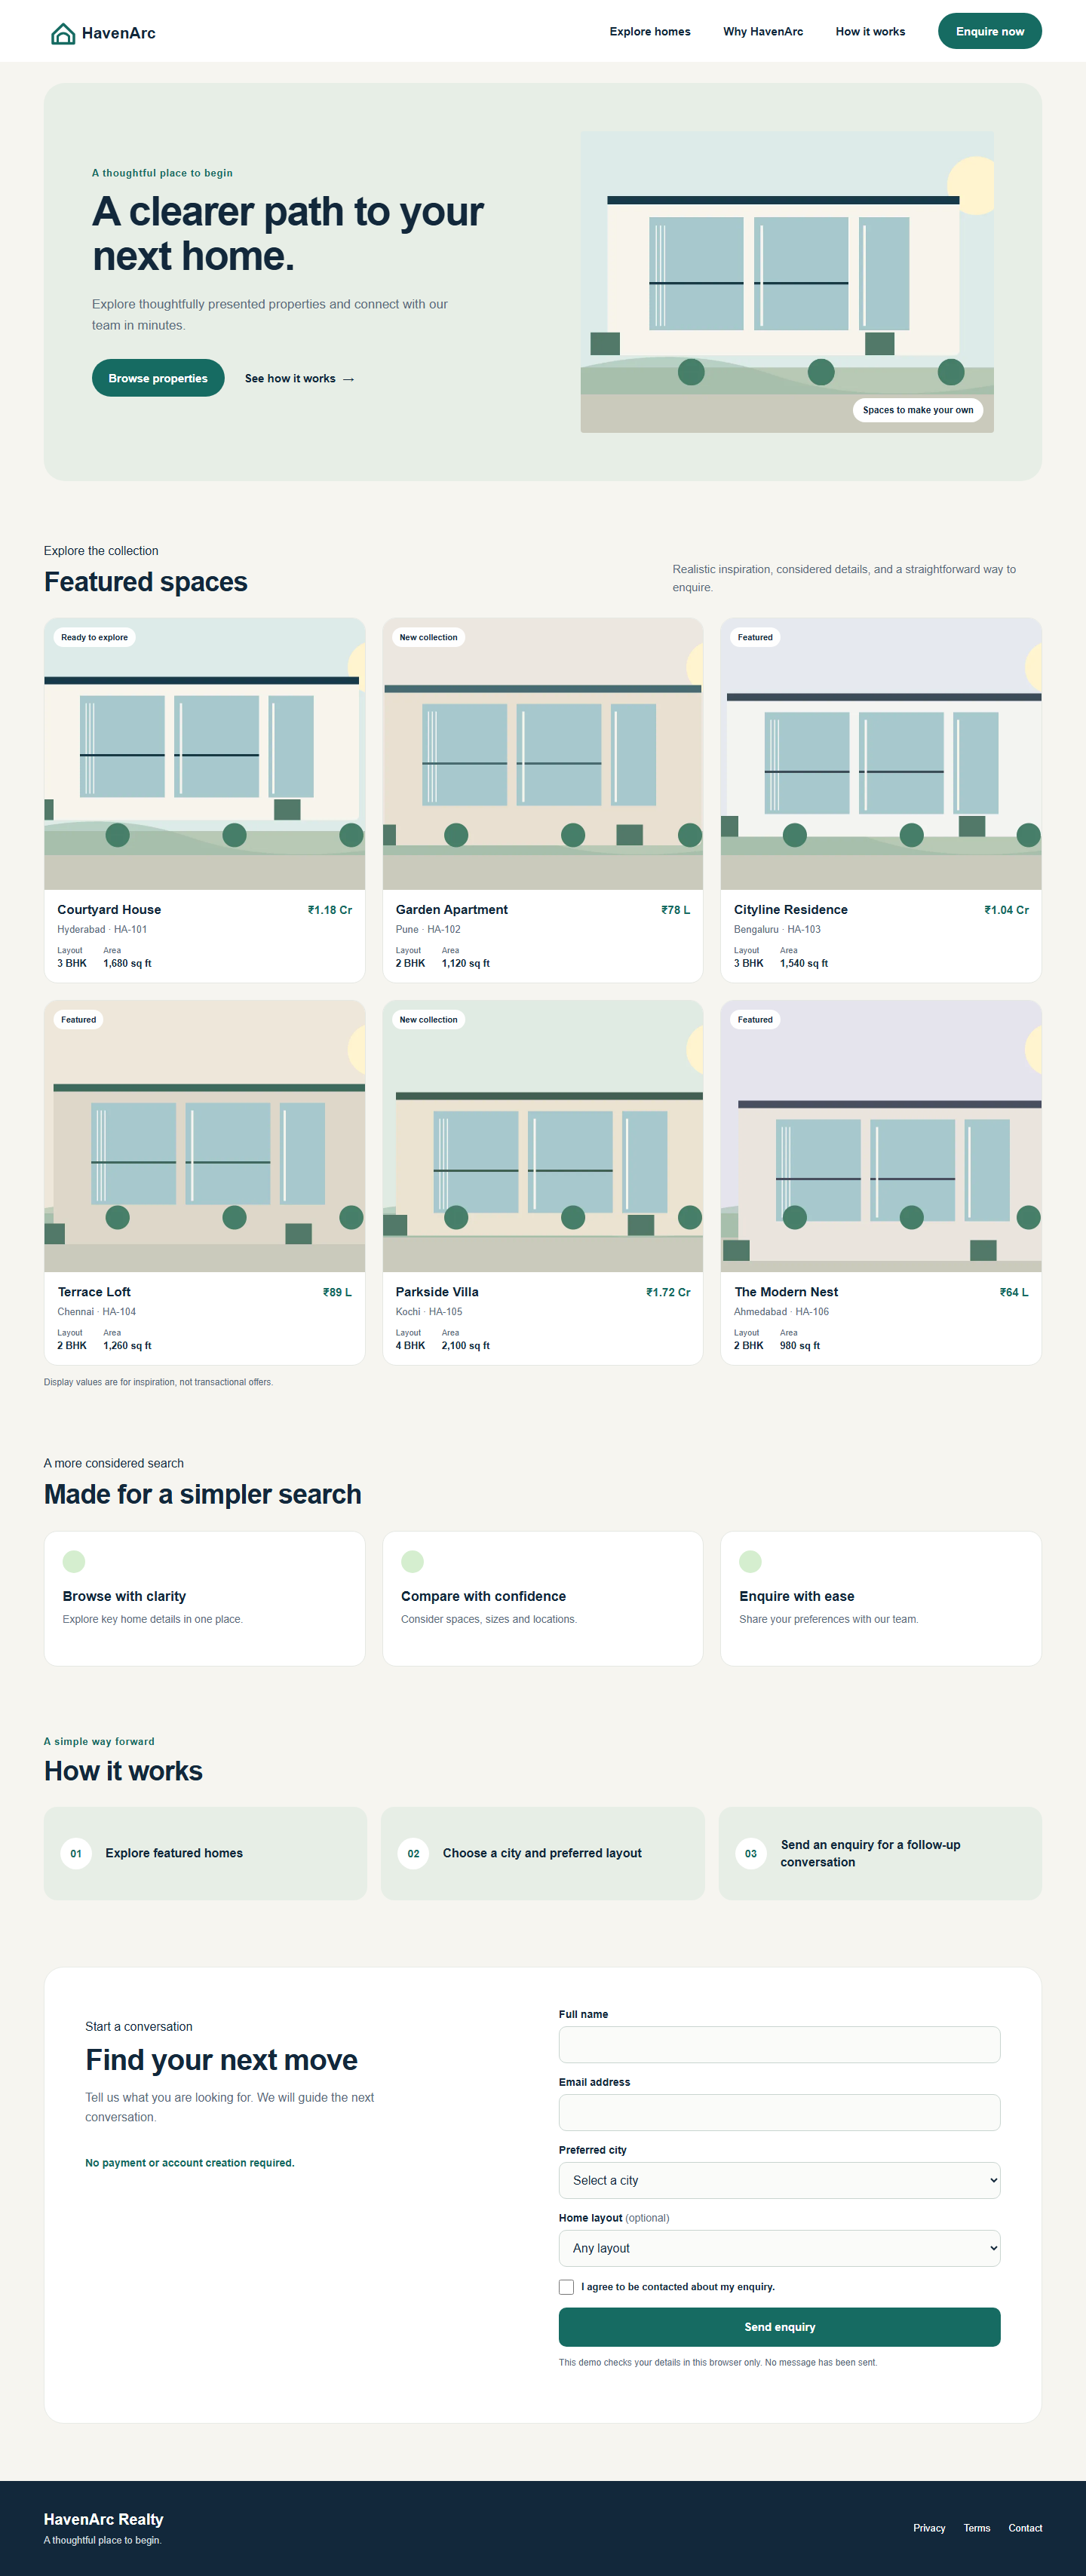 HavenArc
Explore homes
Why HavenArc
How it works
Enquire now
A thoughtful place to begin
A clearer path to your
next home.
Explore thoughtfully presented properties and connect with our
team in minutes.
Browse properties
See how it works →
Spaces to make your own
Explore the collection
Featured spaces
Realistic inspiration, considered details, and a straightforward way to
enquire.
Ready to explore
Courtyard House
₹1.18 Cr
Hyderabad · HA-101
Layout
Area
3 BHK
1,680 sq ft
New collection
Garden Apartment
₹78 L
Pune · HA-102
Layout
Area
2 BHK
1,120 sq ft
Featured
Cityline Residence
₹1.04 Cr
Bengaluru · HA-103
Layout
Area
3 BHK
1,540 sq ft
Featured
Terrace Loft
₹89 L
Chennai · HA-104
Layout
Area
2 BHK
1,260 sq ft
New collection
Parkside Villa
₹1.72 Cr
Kochi · HA-105
Layout
Area
4 BHK
2,100 sq ft
Featured
The Modern Nest
₹64 L
Ahmedabad · HA-106
Layout
Area
2 BHK
980 sq ft
Display values are for inspiration, not transactional offers.
A more considered search
Made for a simpler search
Browse with clarity
Explore key home details in one place.
Compare with confidence
Consider spaces, sizes and locations.
Enquire with ease
Share your preferences with our team.
A simple way forward
How it works
01
Explore featured homes
02
Choose a city and preferred layout
03
Send an enquiry for a follow-up
conversation
Start a conversation
Find your next move
Tell us what you are looking for. We will guide the next
conversation.
No payment or account creation required.
Full name
Email address
Preferred city
Select a city
Home layout (optional)
Any layout
I agree to be contacted about my enquiry.
Send enquiry
This demo checks your details in this browser only. No message has been sent.
HavenArc Realty
A thoughtful place to begin.
Privacy
Terms
Contact